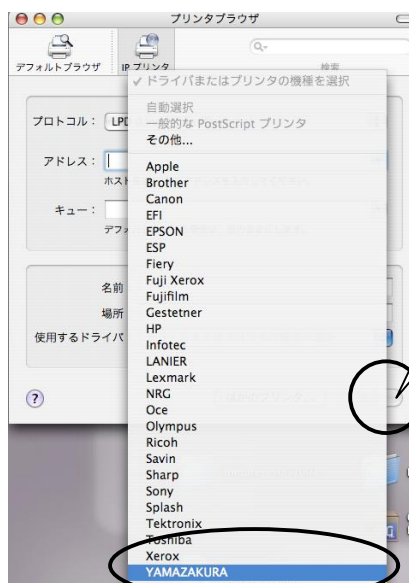 プリンタブラウザ
デフォルトブラウザ
IP プリンタ
検索
✓ ドライバまたはプリンタの機種を選択
自動選択
一般的な PostScript プリンタ
その他...
プロトコル： LPD
アドレス：
キュー：
Apple
Brother
Canon
EFI
EPSON
ESP
Fiery
Fuji Xerox
Fujifilm
Gestetner
HP
Infotec
LANIER
Lexmark
NRG
Oce
Olympus
Ricoh
Savin
Sharp
Sony
Splash
Tektronix
Toshiba
Xerox
YAMAZAKURA
名前
場所
使用するドライバ
?